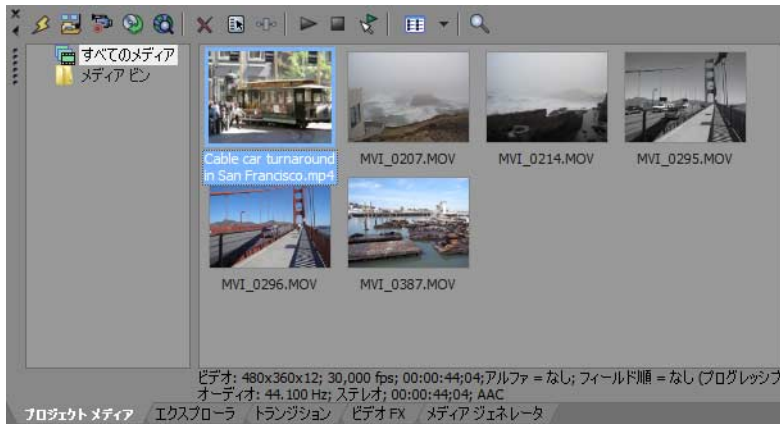 すべてのメディア
メディア ビン
Cable car turnaround
in San Francisco.mp4
MVI_0207.MOV
MVI_0214.MOV
MVI_0295.MOV
MVI_0296.MOV
MVI_0387.MOV
ビデオ: 480x360x12; 30,000 fps; 00:00:44;04;アルファ = なし; フィールド順 = なし (プログレッシブ
オーディオ: 44.100 Hz; ステレオ; 00:00:44;04; AAC
プロジェクト メディア
エクスプローラ
トランジション
ビデオ FX
メディア ジェネレータ